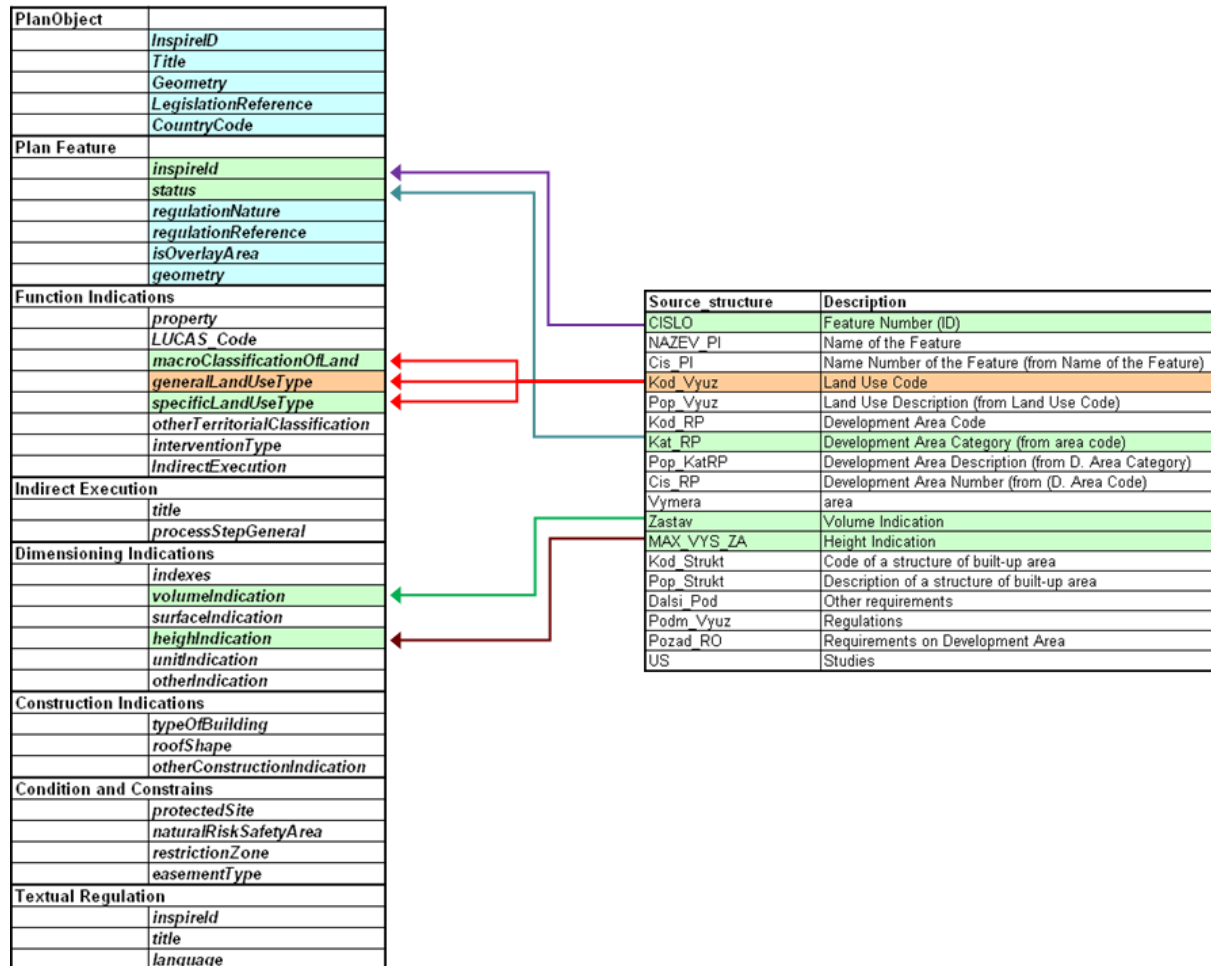 PlanObject
InspireID
Title
Geometry
LegislationReference
CountryCode
Plan Feature
inspireId
status
regulationNature
regulationReference
isOverlayArea
geometry
Function Indications
property
LUCAS_Code
macroClassificationOfLand
generalLandUseType
specificLandUseType
otherTerritorialClassification
interventionType
IndirectExecution
Indirect Execution
title
processStepGeneral
Dimensioning Indications
indexes
volumeIndication
surfaceIndication
heighIndication
unitIndication
otherIndication
Construction Indications
typeOfBuilding
roofShape
otherConstructionIndication
Condition and Constrains
protectedSite
naturalRiskSafetyArea
restrictionZone
easementType
Textual Regulation
inspireId
title
language
Source_structure Description
CISLO Feature Number (ID)
NAZEV_PI Name of the Feature
Cis_PI Name Number of the Feature (from Name of the Feature)
Kod_Vyuz Land Use Code
Pop_Vyuz Land Use Description (from Land Use Code)
Kod_RP Development Area Code
Kat_RP Development Area Category (from area code)
Pop_KatRP Development Area Description (from D. Area Category)
Cis_RP Development Area Number (from (D. Area Code)
Vymera area
Zastav Volume Indication
MAX_VYS_ZA Height Indication
Kod_Strukt Code of a structure of built-up area
Pop_Strukt Description of a structure of built-up area
Dalsi_Pod Other requirements
Podm_Vyuz Regulations
Pozad_RO Requirements on Development Area
US Studies